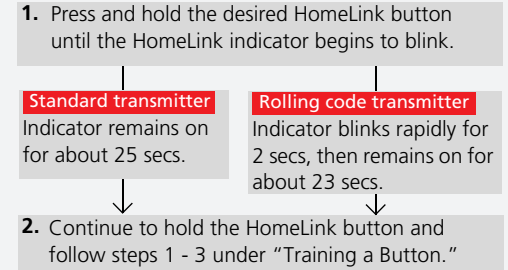 1. Press and hold the desired HomeLink button
until the HomeLink indicator begins to blink.
Standard transmitter
Indicator remains on
for about 25 secs.
Rolling code transmitter
Indicator blinks rapidly for
2 secs, then remains on for
about 23 secs.
2. Continue to hold the HomeLink button and
follow steps 1 - 3 under “Training a Button.”